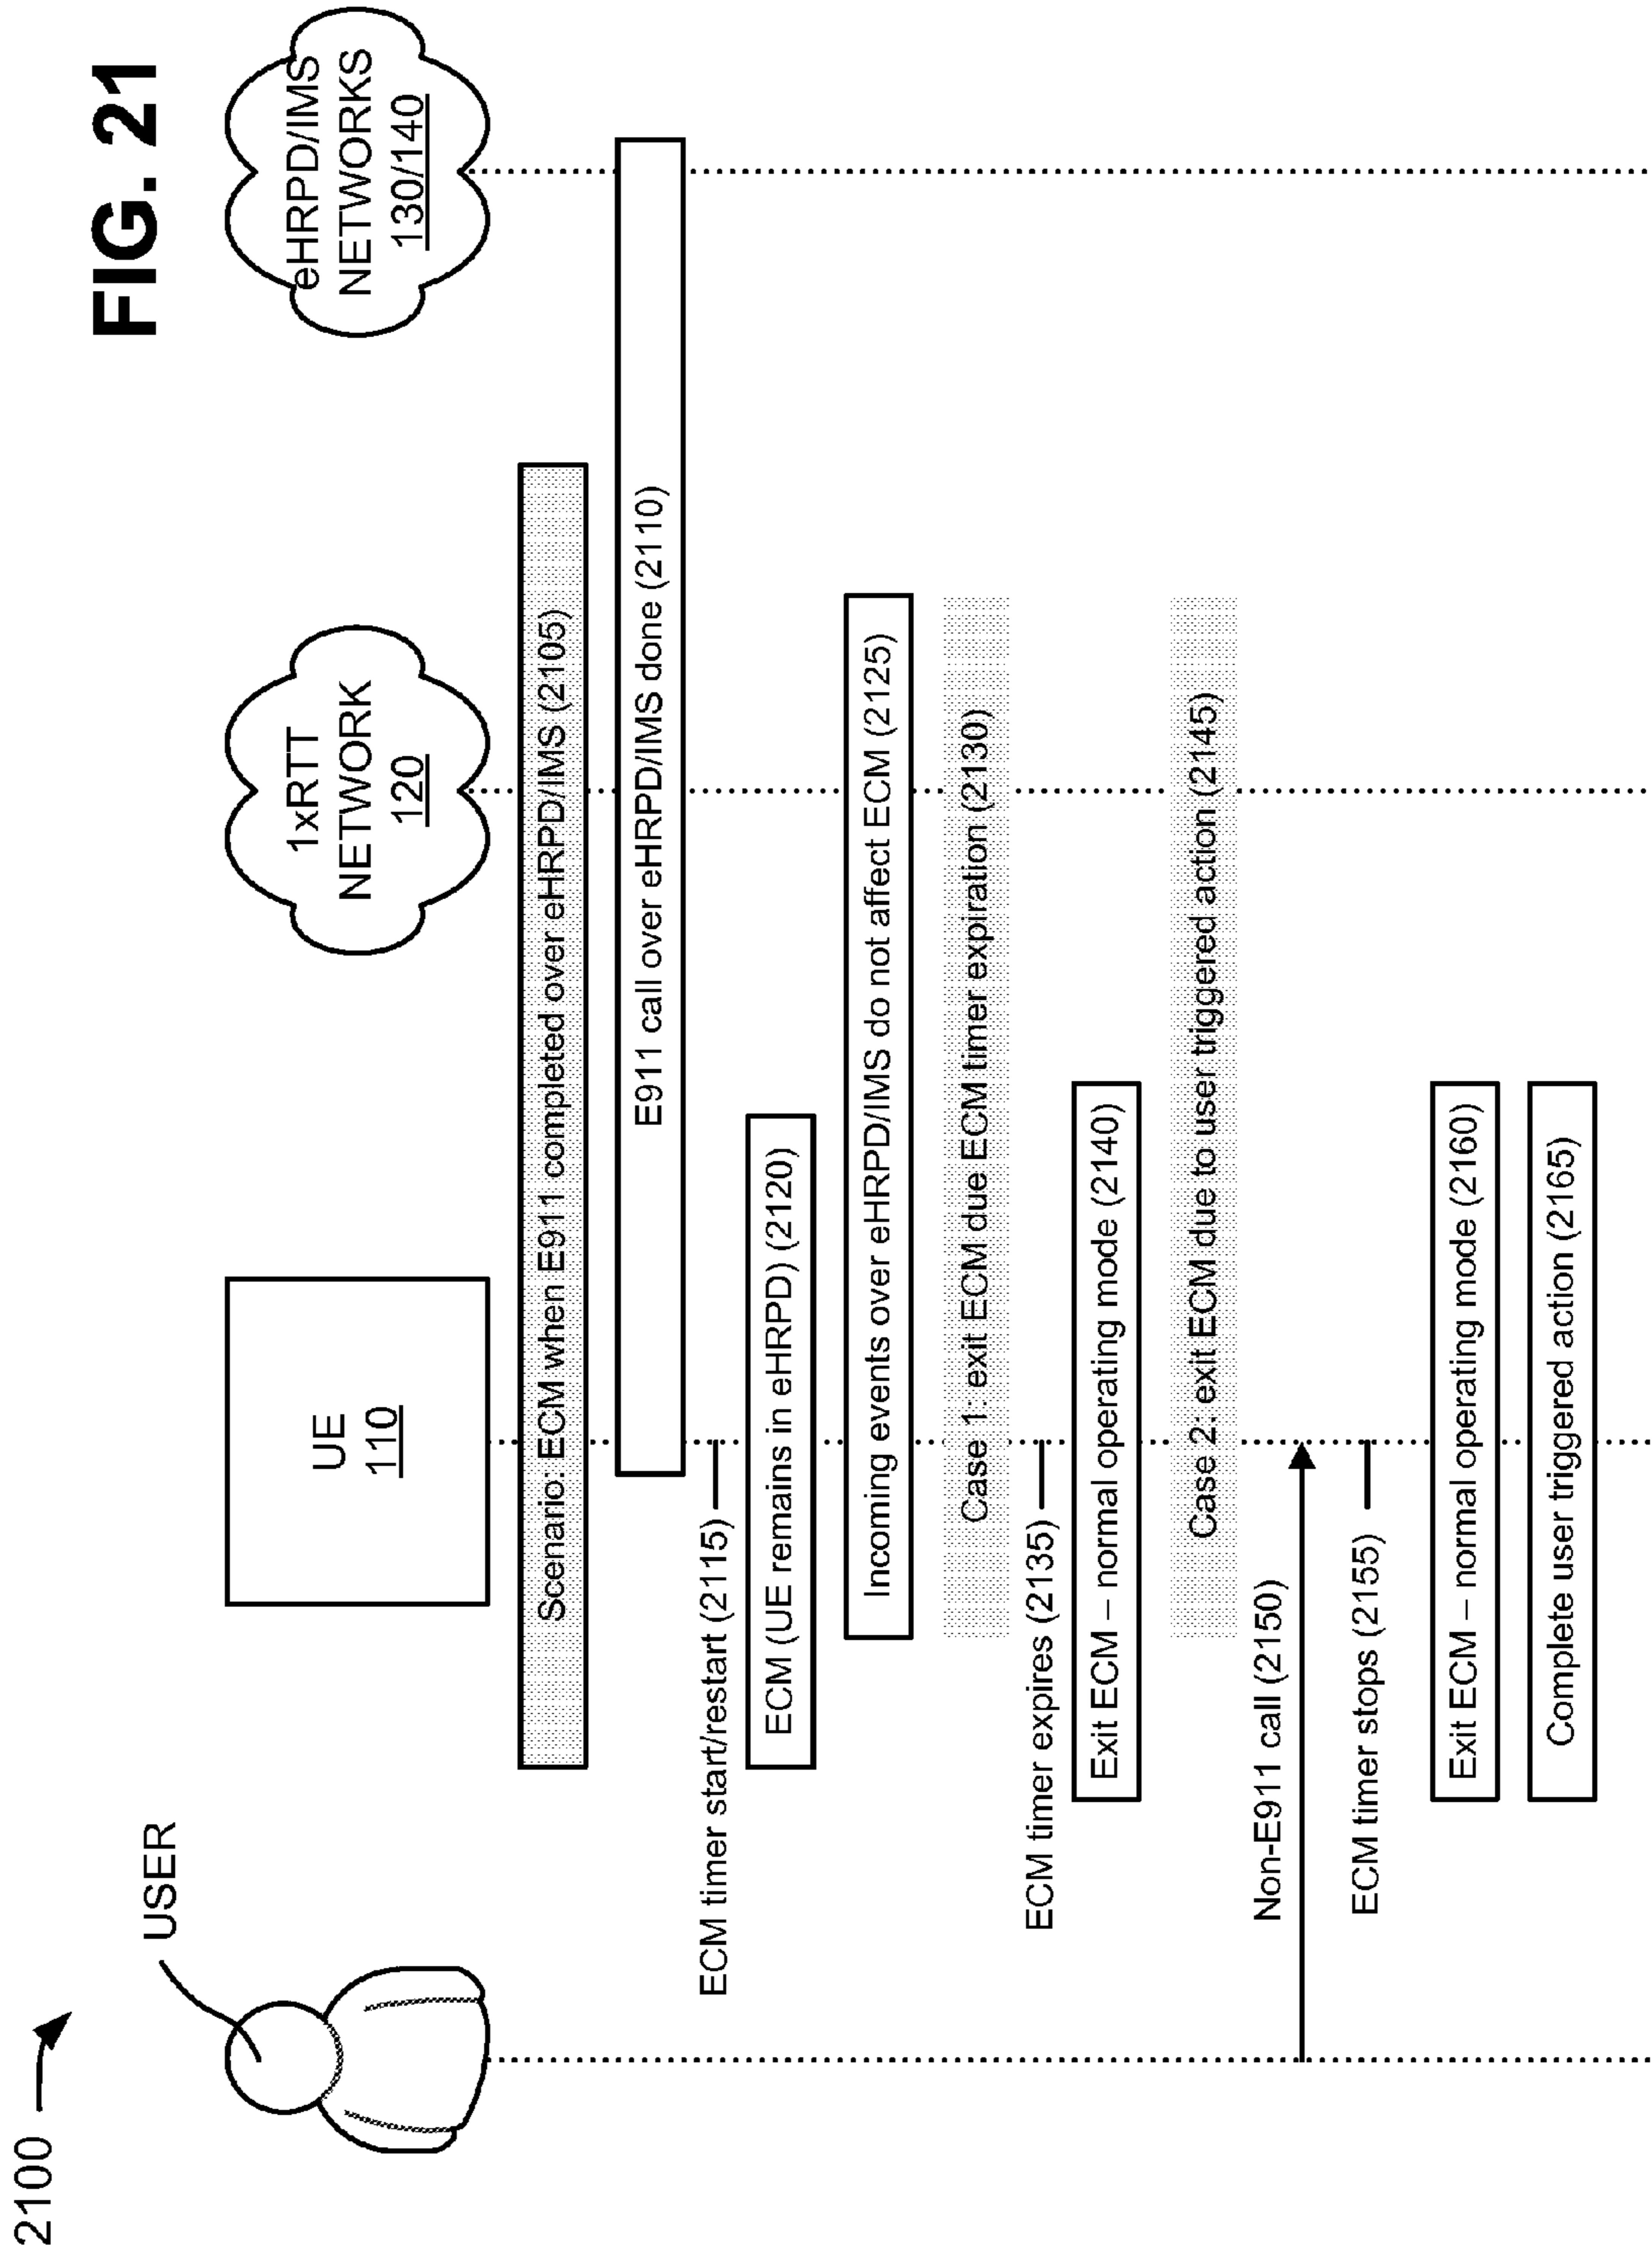 2100
FIG. 21
USER
UE
110
1xRTT
NETWORK
120
eHRPD/IMS
NETWORKS
130/140
Scenario: ECM when E911 completed over eHRPD/IMS (2105)
E911 call over eHRPD/IMS done (2110)
ECM timer start/restart (2115)
ECM (UE remains in eHRPD) (2120)
Incoming events over eHRPD/IMS do not affect ECM (2125)
Case 1: exit ECM due ECM timer expiration (2130)
ECM timer expires (2135)
Exit ECM – normal operating mode (2140)
Case 2: exit ECM due to user triggered action (2145)
Non-E911 call (2150)
ECM timer stops (2155)
Exit ECM – normal operating mode (2160)
Complete user triggered action (2165)